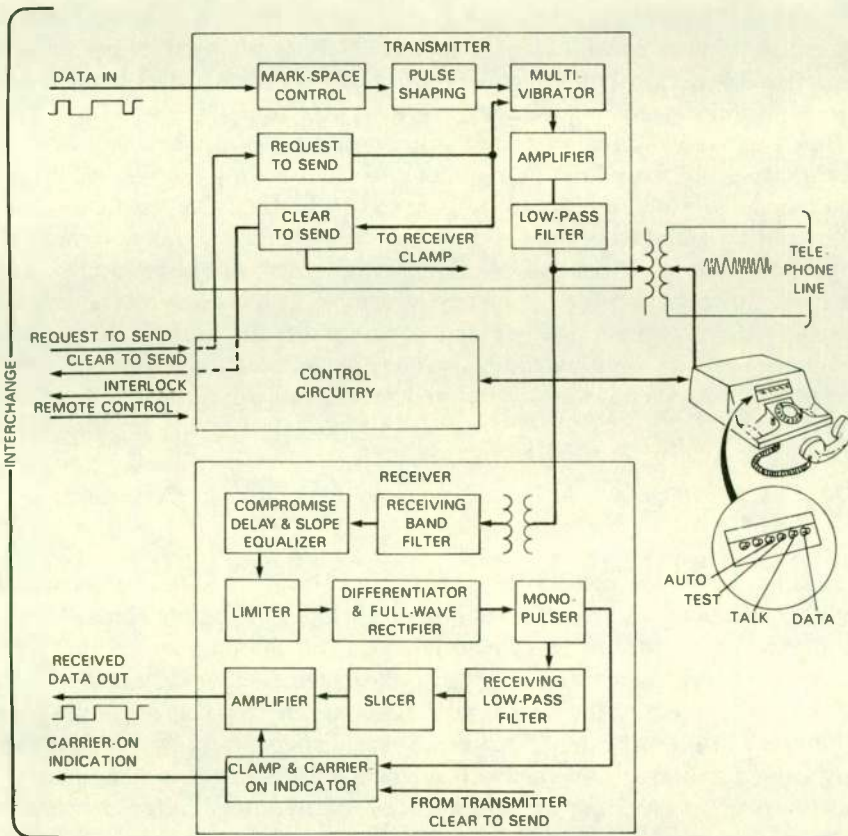 TRANSMITTER
DATA IN
MARK-SPACE
CONTROL
PULSE
SHAPING
MULTI-
VIBRATOR
REQUEST
TO SEND
AMPLIFIER
CLEAR
TO SEND
LOW-PASS
FILTER
TO RECEIVER
CLAMP
TELE-
PHONE
LINE
INTERCHANGE
REQUEST TO SEND
CLEAR TO SEND
INTERLOCK
REMOTE CONTROL
CONTROL
CIRCUITRY
RECEIVER
COMPROMISE
DELAY & SLOPE
EQUALIZER
RECEIVING
BAND
FILTER
LIMITER
DIFFERENTIATOR
& FULL-WAVE
RECTIFIER
MONO-
PULSER
AUTO
TEST
TALK
DATA
RECEIVED
DATA OUT
AMPLIFIER
SLICER
RECEIVING
LOW-PASS
FILTER
CARRIER-ON
INDICATION
CLAMP & CARRIER-
ON INDICATOR
FROM TRANSMITTER
CLEAR TO SEND